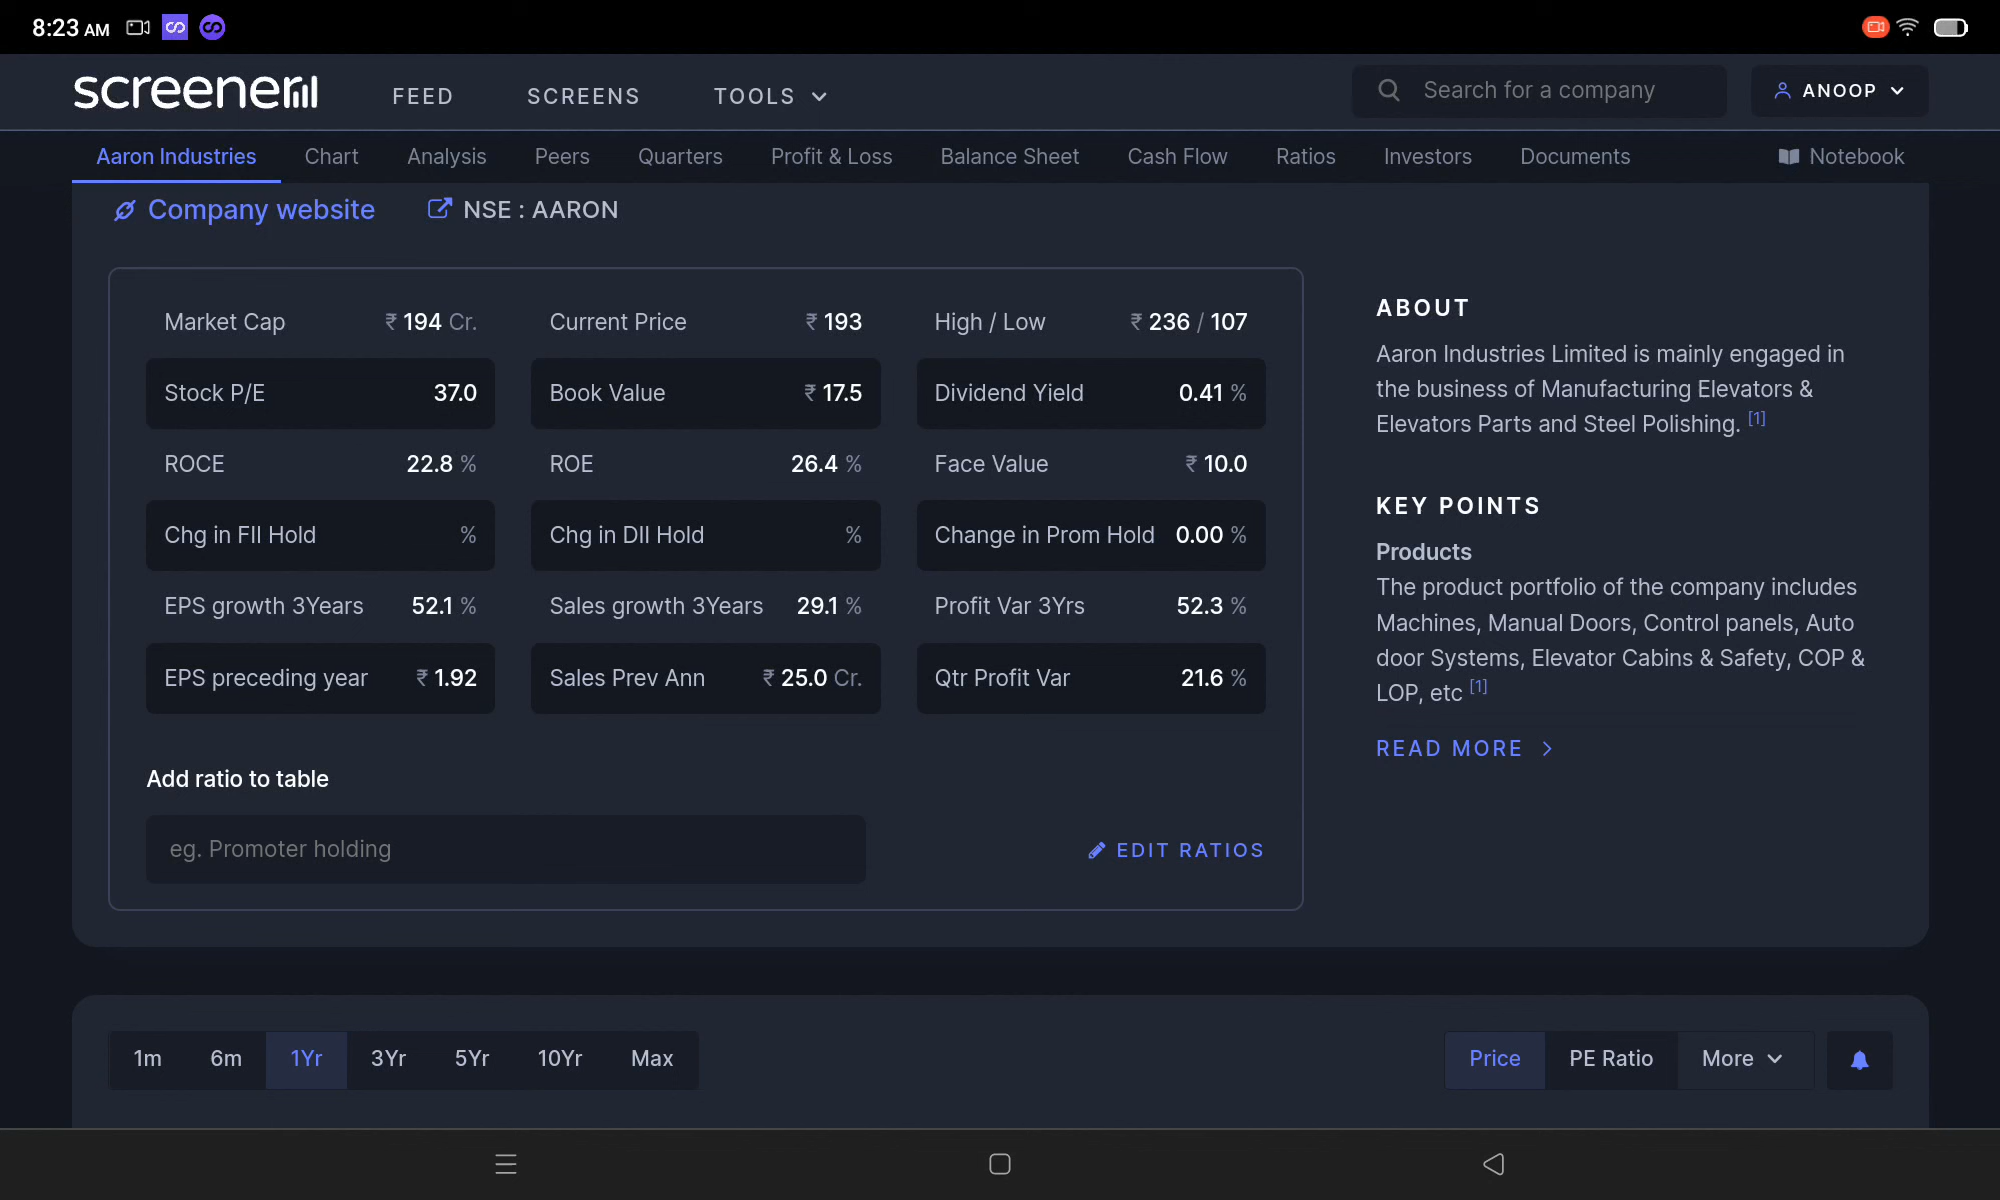 8:23 AM
screener
FEED
SCREENS
TOOLS
Search for a company
ANOOP
Aaron Industries
Chart
Analysis
Peers
Quarters
Profit & Loss
Balance Sheet
Cash Flow
Ratios
Investors
Documents
Notebook
Company website
NSE : AARON
Market Cap ₹ 194 Cr.
Current Price ₹ 193
High / Low ₹ 236 / 107
Stock P/E 37.0
Book Value ₹ 17.5
Dividend Yield 0.41 %
ROCE 22.8 %
ROE 26.4 %
Face Value ₹ 10.0
Chg in FII Hold %
Chg in DII Hold %
Change in Prom Hold 0.00 %
EPS growth 3Years 52.1 %
Sales growth 3Years 29.1 %
Profit Var 3Yrs 52.3 %
EPS preceding year ₹ 1.92
Sales Prev Ann ₹ 25.0 Cr.
Qtr Profit Var 21.6 %
Add ratio to table
eg. Promoter holding
EDIT RATIOS
ABOUT
Aaron Industries Limited is mainly engaged in
the business of Manufacturing Elevators &
Elevators Parts and Steel Polishing. [1]
KEY POINTS
Products
The product portfolio of the company includes
Machines, Manual Doors, Control panels, Auto
door Systems, Elevator Cabins & Safety, COP &
LOP, etc [1]
READ MORE
1m
6m
1Yr
3Yr
5Yr
10Yr
Max
Price
PE Ratio
More